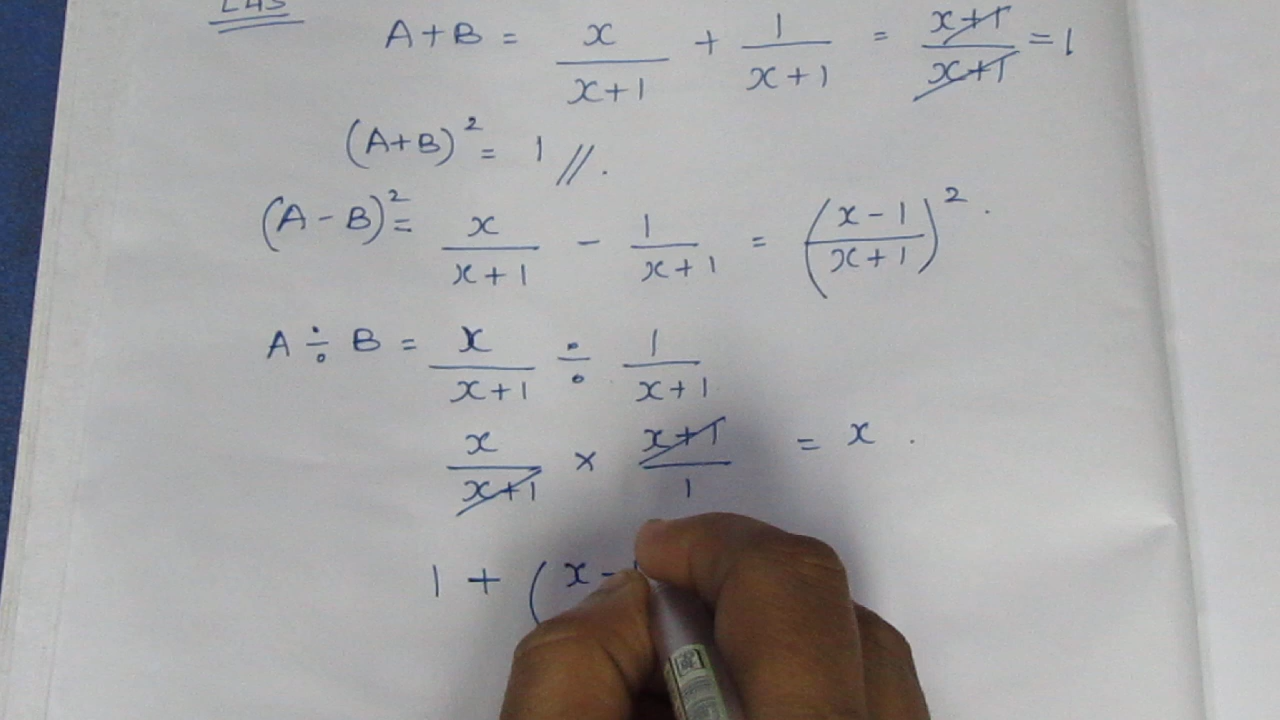 LHS
A + B = x/(x+1) + 1/(x+1) = (x+1)/(x+1) = 1
(A+B)² = 1 //.
(A - B)² = x/(x+1) - 1/(x+1) = ((x-1)/(x+1))².
A ÷ B = x/(x+1) ÷ 1/(x+1)
x/(x+1) × (x+1)/1 = x .
1 + (x -